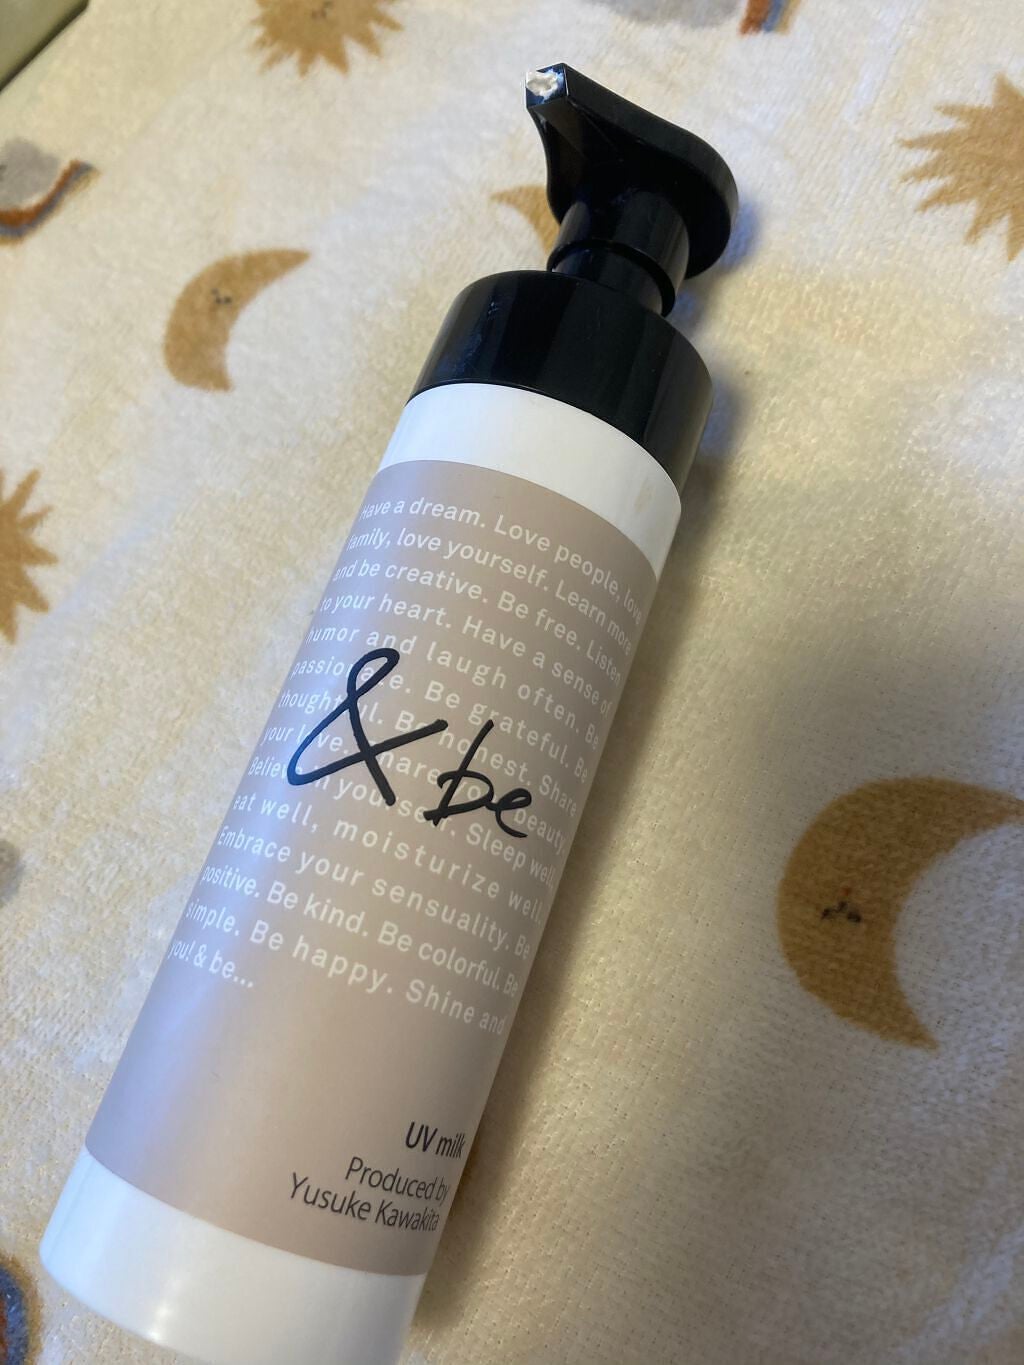 Have a dream. Love people, love
family, love yourself. Learn more
and be creative. Be free. Listen
to your heart. Have a sense of
humor and laugh often. Be
passionate. Be grateful. Be
thoughtful. Be honest. Share
your love. Share your beauty.
Believe in yourself. Sleep well,
eat well, moisturize well.
Embrace your sensuality. Be
positive. Be kind. Be colorful. Be
simple. Be happy. Shine and
you! & be...
& be
UV milk
Produced by
Yusuke Kawakita